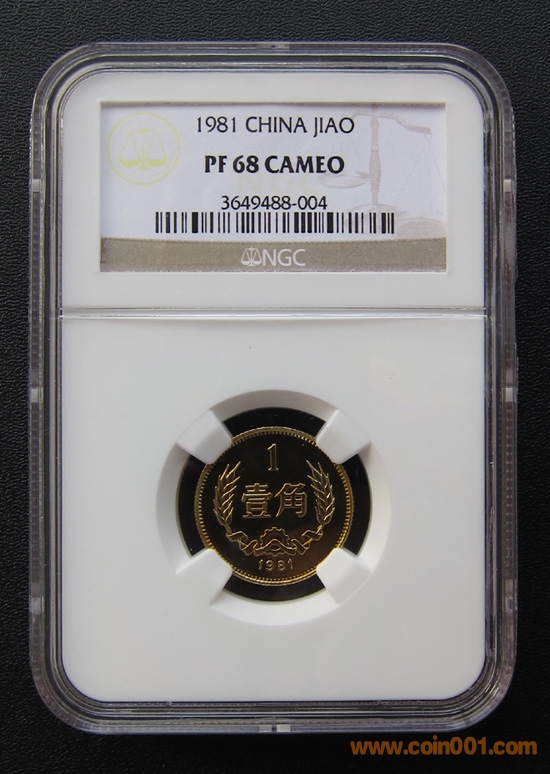 1981 CHINA JIAO
PF 68 CAMEO
3649488-004
NGC
1
壹角
1981
www.coin001.com